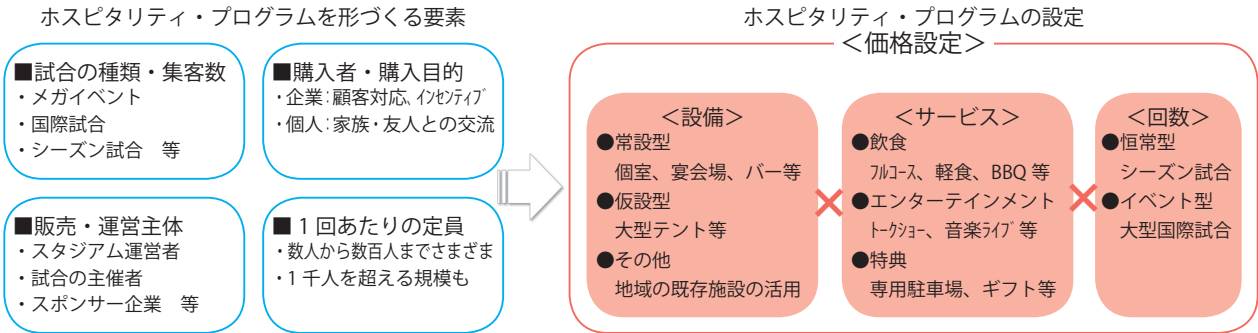 ホスピタリティ・プログラムを形づくる要素
■試合の種類・集客数
・メガイベント
・国際試合
・シーズン試合　等
■購入者・購入目的
・企業：顧客対応、ｲﾝｾﾝﾃｨﾌﾞ
・個人：家族・友人との交流
■販売・運営主体
・スタジアム運営者
・試合の主催者
・スポンサー企業　等
■１回あたりの定員
・数人から数百人までさまざま
・１千人を超える規模も
ホスピタリティ・プログラムの設定
＜価格設定＞
＜設備＞
●常設型
個室、宴会場、バー等
●仮設型
大型テント等
●その他
地域の既存施設の活用
×
＜サービス＞
●飲食
ﾌﾙｺｰｽ、軽食、BBQ 等
●エンターテインメント
ﾄｰｸｼｮｰ、音楽ﾗｲﾌﾞ等
●特典
専用駐車場、ギフト等
×
＜回数＞
●恒常型
シーズン試合
●イベント型
大型国際試合